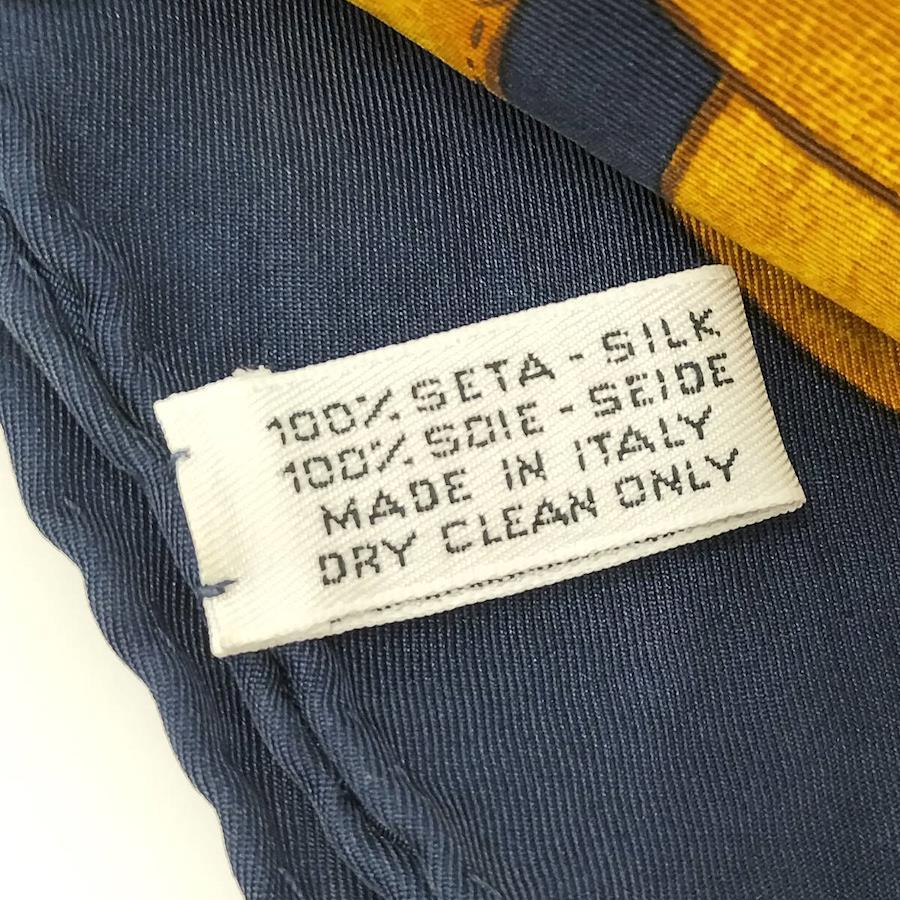 100% SETA - SILK
100% SOIE - SEIDE
MADE IN ITALY
DRY CLEAN ONLY